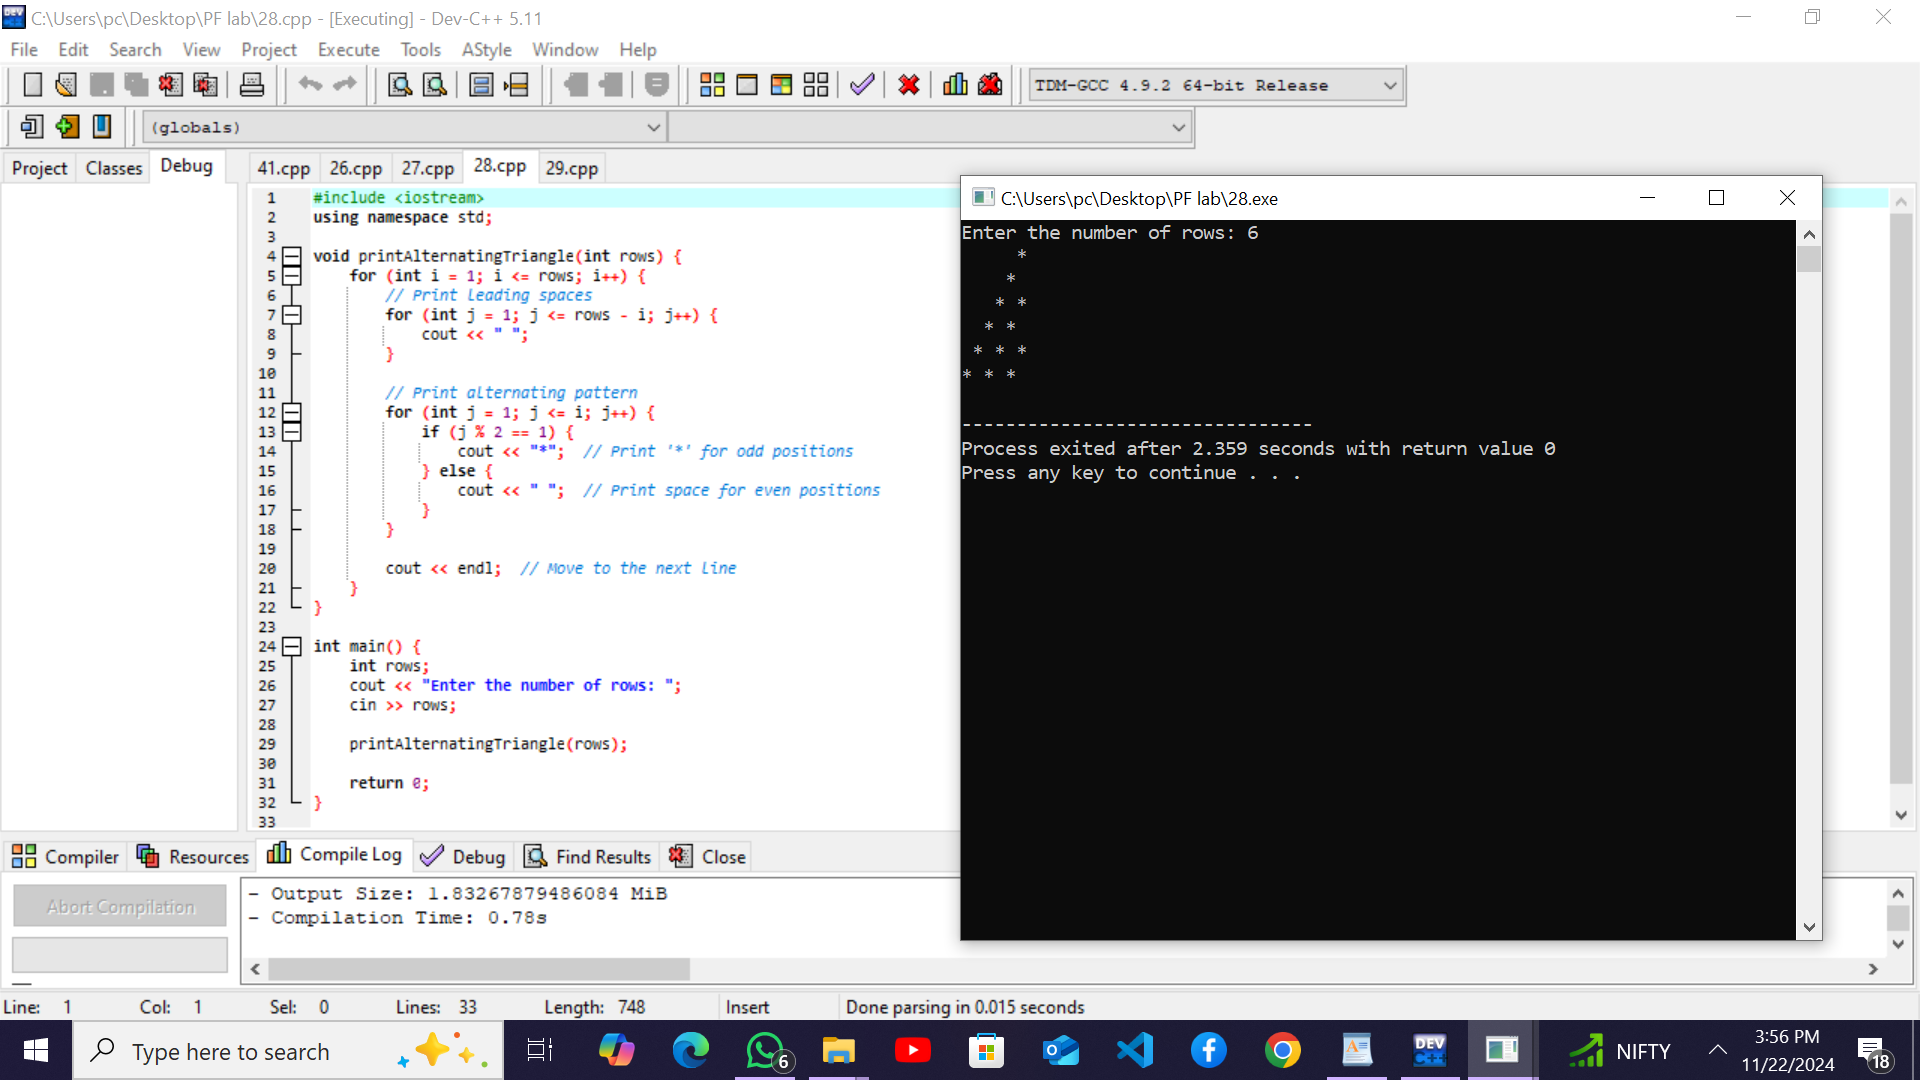 C:\Users\pc\Desktop\PF lab\28.cpp - [Executing] - Dev-C++ 5.11
File Edit Search View Project Execute Tools AStyle Window Help
TDM-GCC 4.9.2 64-bit Release
(globals)
Project Classes Debug
41.cpp 26.cpp 27.cpp 28.cpp 29.cpp
1 #include <iostream>
2 using namespace std;
3
4 void printAlternatingTriangle(int rows) {
5     for (int i = 1; i <= rows; i++) {
6         // Print leading spaces
7         for (int j = 1; j <= rows - i; j++) {
8             cout << " ";
9         }
10
11         // Print alternating pattern
12         for (int j = 1; j <= i; j++) {
13             if (j % 2 == 1) {
14                 cout << "*";  // Print '*' for odd positions
15             } else {
16                 cout << " ";  // Print space for even positions
17             }
18         }
19
20         cout << endl;  // Move to the next line
21     }
22 }
23
24 int main() {
25     int rows;
26     cout << "Enter the number of rows: ";
27     cin >> rows;
28
29     printAlternatingTriangle(rows);
30
31     return 0;
32 }
33
C:\Users\pc\Desktop\PF lab\28.exe
Enter the number of rows: 6
     *
    *
   * *
  * *
 * * *
* * *
--------------------------------
Process exited after 2.359 seconds with return value 0
Press any key to continue . . .
Compiler Resources Compile Log Debug Find Results Close
Abort Compilation
- Output Size: 1.83267879486084 MiB
- Compilation Time: 0.78s
Line: 1 Col: 1 Sel: 0 Lines: 33 Length: 748 Insert Done parsing in 0.015 seconds
Type here to search
6
DEV C++
NIFTY
3:56 PM
11/22/2024
18